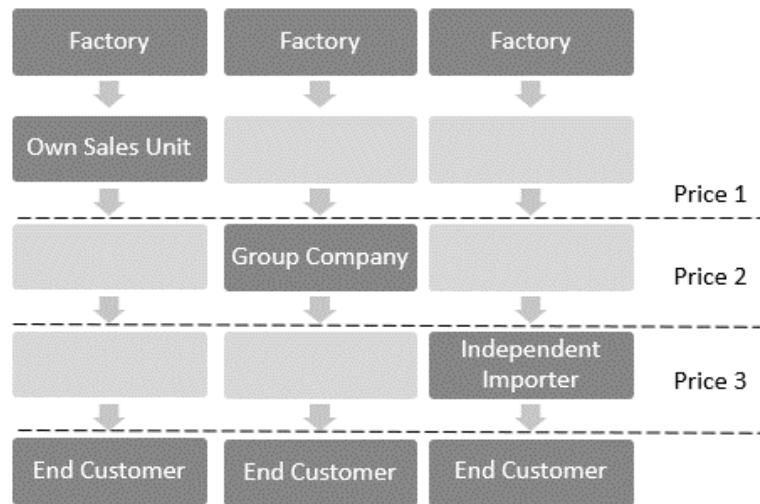 Factory
Factory
Factory
Own Sales Unit
Price 1
Group Company
Price 2
Independent
Importer
Price 3
End Customer
End Customer
End Customer